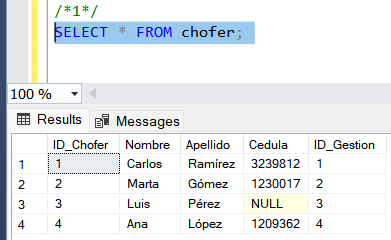 /*1*/
SELECT * FROM chofer;
100 %
Results Messages
ID_Chofer Nombre Apellido Cedula ID_Gestion
1 1 Carlos Ramírez 3239812 1
2 2 Marta Gómez 1230017 2
3 3 Luis Pérez NULL 3
4 4 Ana López 1209362 4